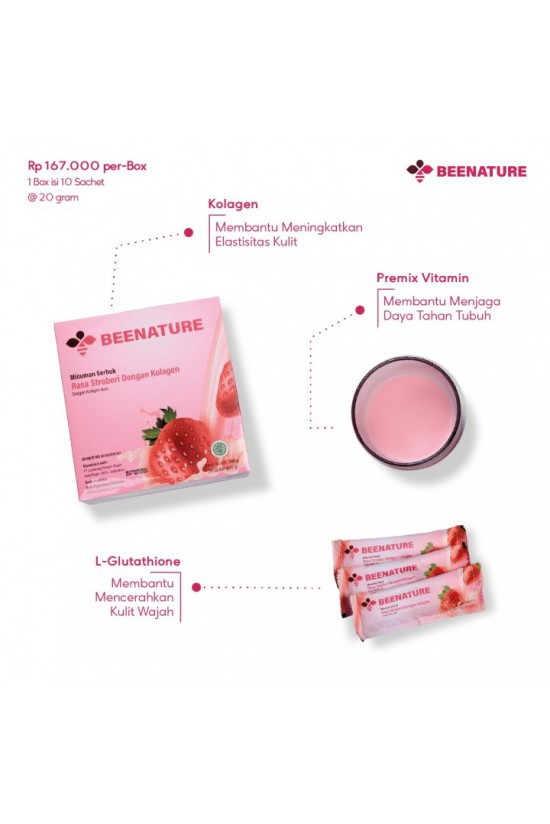 Rp 167.000 per-Box
1 Box isi 10 Sachet
@ 20 gram
BEENATURE
Kolagen
Membantu Meningkatkan
Elastisitas Kulit
Premix Vitamin
Membantu Menjaga
Daya Tahan Tubuh
BEENATURE
Minuman Serbuk
Rasa Stroberi Dengan Kolagen
BEENATURE
BEENATURE
BEENATURE
L-Glutathione
Membantu
Mencerahkan
Kulit Wajah